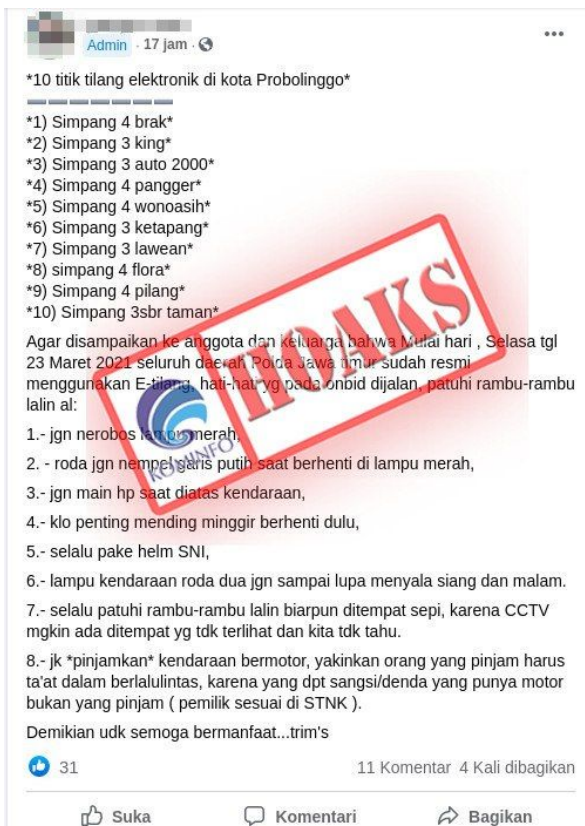 Admin · 17 jam ·
*10 titik tilang elektronik di kota Probolinggo*
*1) Simpang 4 brak*
*2) Simpang 3 king*
*3) Simpang 3 auto 2000*
*4) Simpang 4 pangger*
*5) Simpang 4 wonoasih*
*6) Simpang 3 ketapang*
*7) Simpang 3 lawean*
*8) simpang 4 flora*
*9) Simpang 4 pilang*
*10) Simpang 3sbr taman*
Agar disampaikan ke anggota dan keluarga bahwa Mulai hari , Selasa tgl
23 Maret 2021 seluruh daerah Polda Jawa timur sudah resmi
menggunakan E-tilang, hati-hati yg pada onbid dijalan, patuhi rambu-rambu
lalin al:
1.- jgn nerobos lampu merah,
2. - roda jgn nempel garis putih saat berhenti di lampu merah,
3.- jgn main hp saat diatas kendaraan,
4.- klo penting mending minggir berhenti dulu,
5.- selalu pake helm SNI,
6.- lampu kendaraan roda dua jgn sampai lupa menyala siang dan malam.
7.- selalu patuhi rambu-rambu lalin biarpun ditempat sepi, karena CCTV
mgkin ada ditempat yg tdk terlihat dan kita tdk tahu.
8.- jk *pinjamkan* kendaraan bermotor, yakinkan orang yang pinjam harus
ta'at dalam berlalulintas, karena yang dpt sangsi/denda yang punya motor
bukan yang pinjam ( pemilik sesuai di STNK ).
Demikian udk semoga bermanfaat...trim's
KOMINFO
HOAKS
31
11 Komentar 4 Kali dibagikan
Suka
Komentari
Bagikan